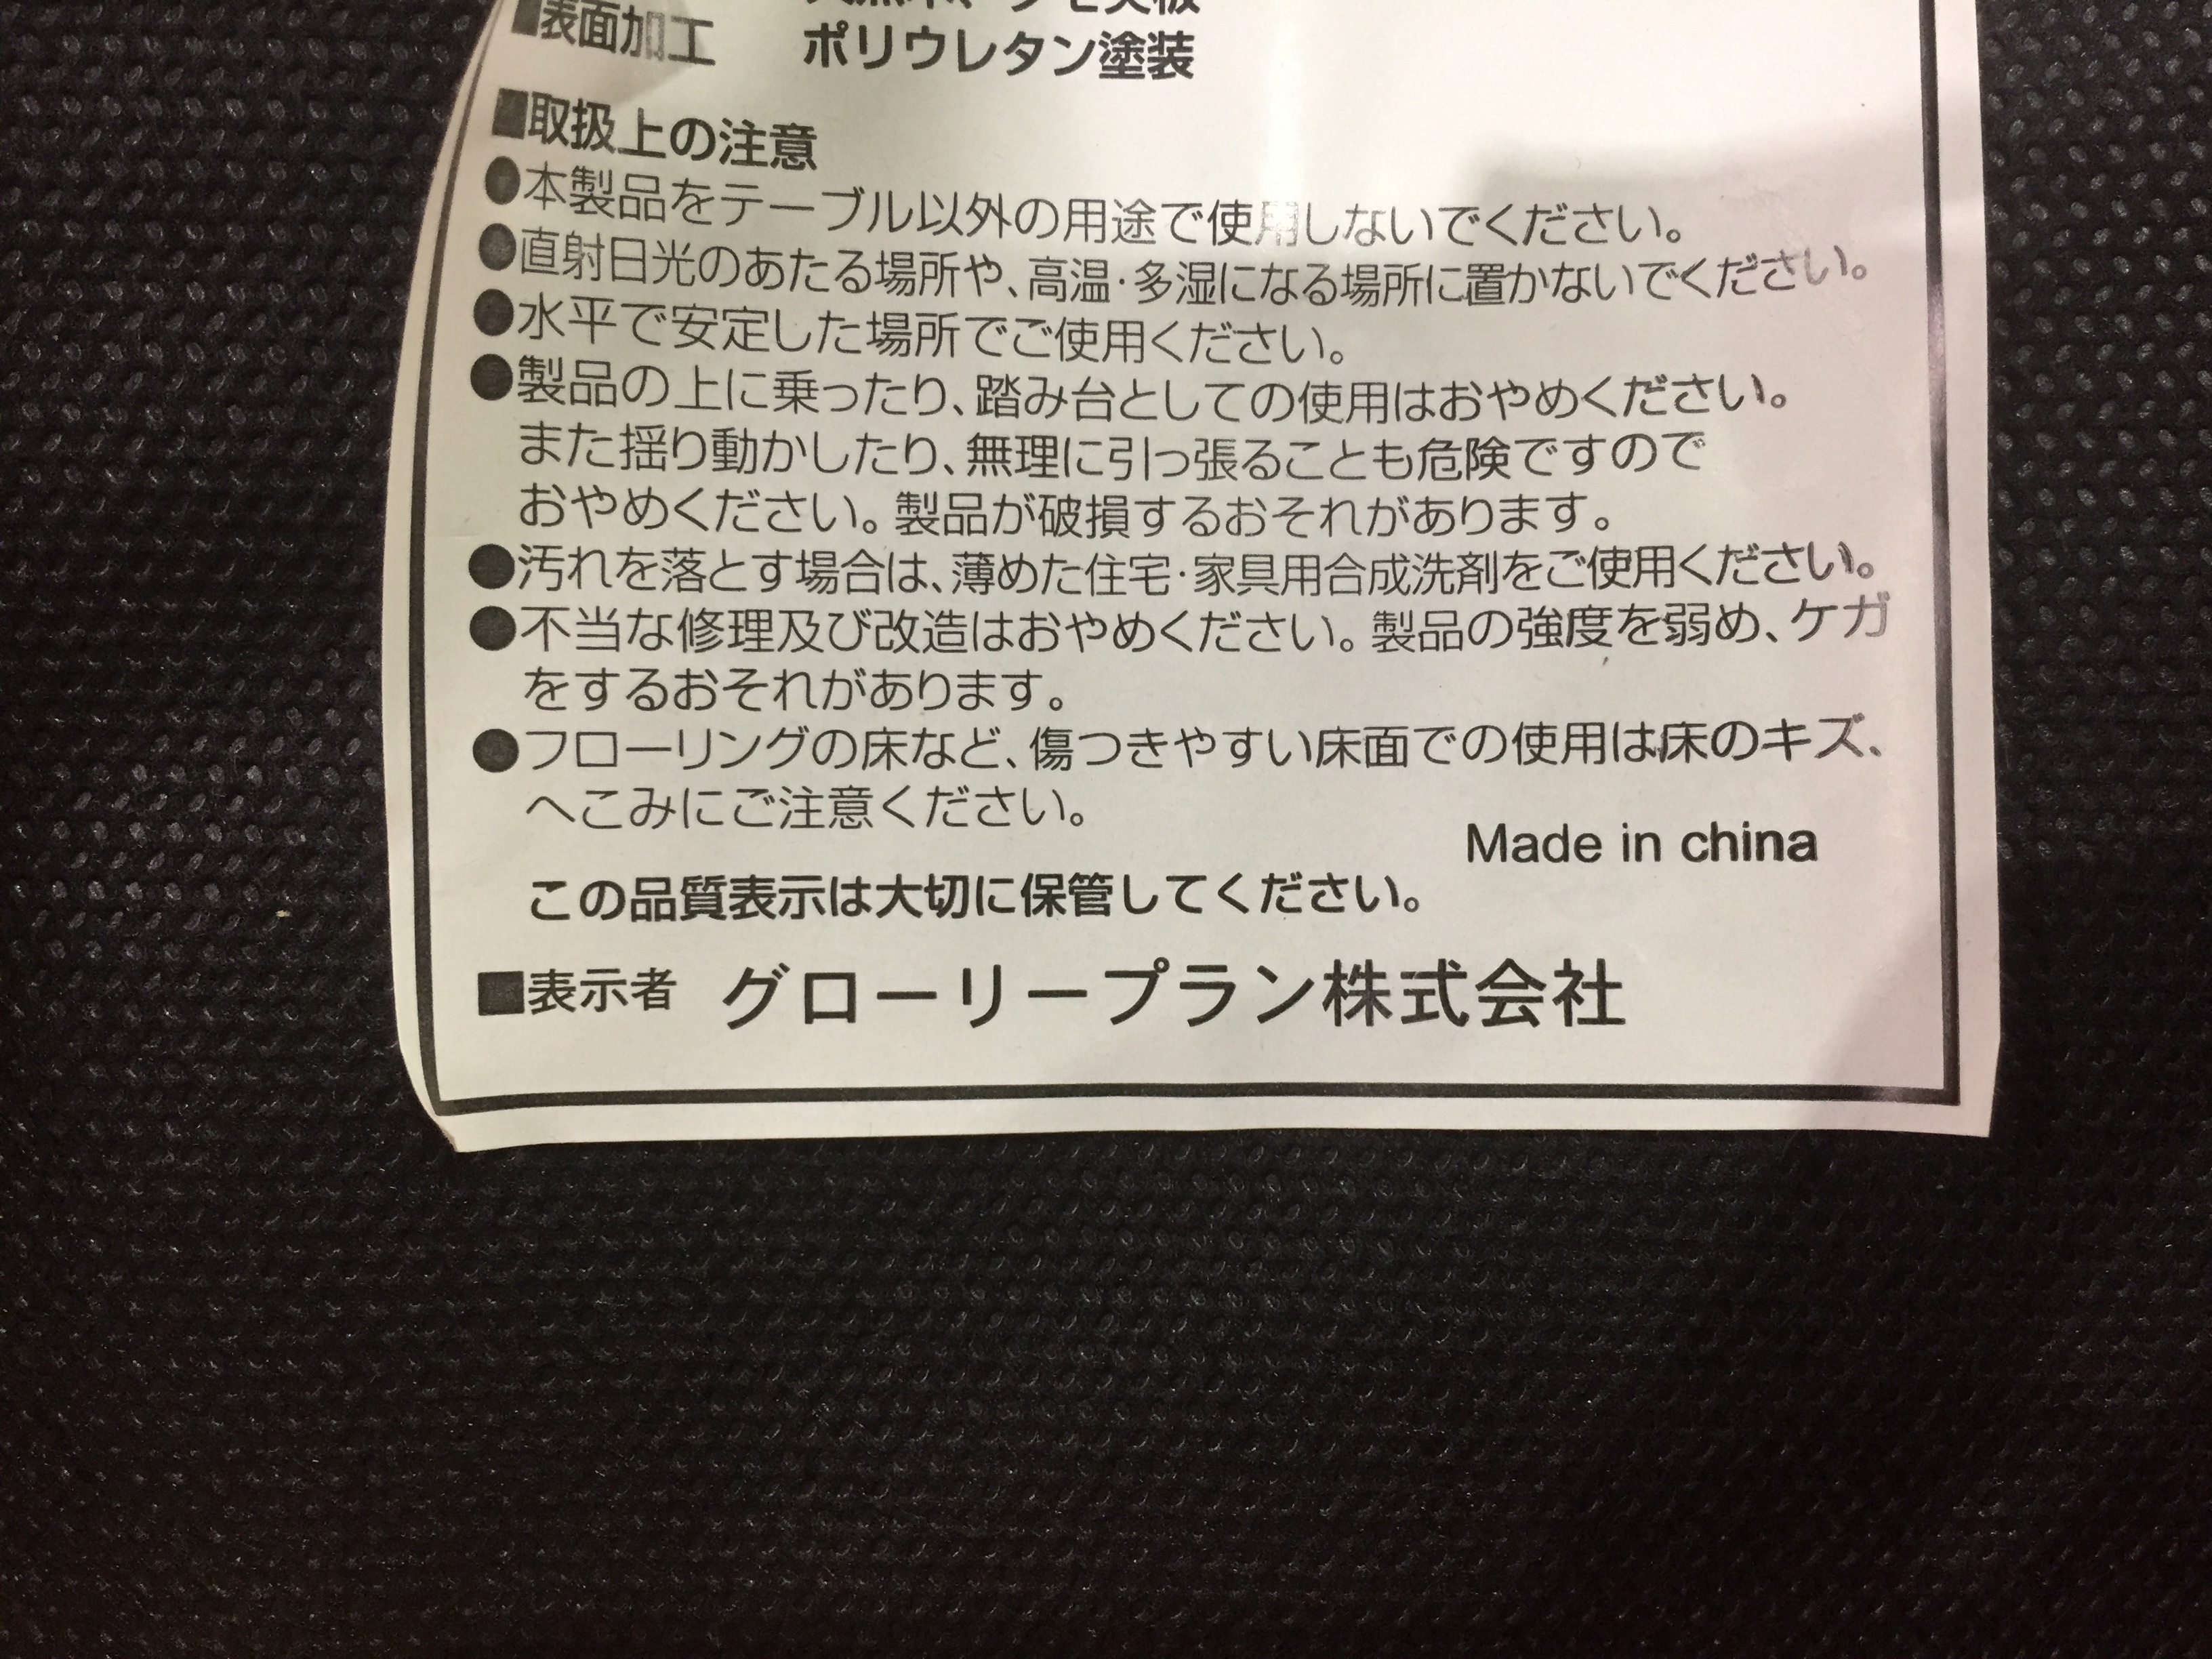 ■表面加工 ポリウレタン塗装
■取扱上の注意
●本製品をテーブル以外の用途で使用しないでください。
●直射日光のあたる場所や、高温・多湿になる場所に置かないでください。
●水平で安定した場所でご使用ください。
●製品の上に乗ったり、踏み台としての使用はおやめください。
また揺り動かしたり、無理に引っ張ることも危険ですので
おやめください。製品が破損するおそれがあります。
●汚れを落とす場合は、薄めた住宅・家具用合成洗剤をご使用ください。
●不当な修理及び改造はおやめください。製品の強度を弱め、ケガ
をするおそれがあります。
●フローリングの床など、傷つきやすい床面での使用は床のキズ、
へこみにご注意ください。
Made in china
この品質表示は大切に保管してください。
■表示者 グローリープラン株式会社